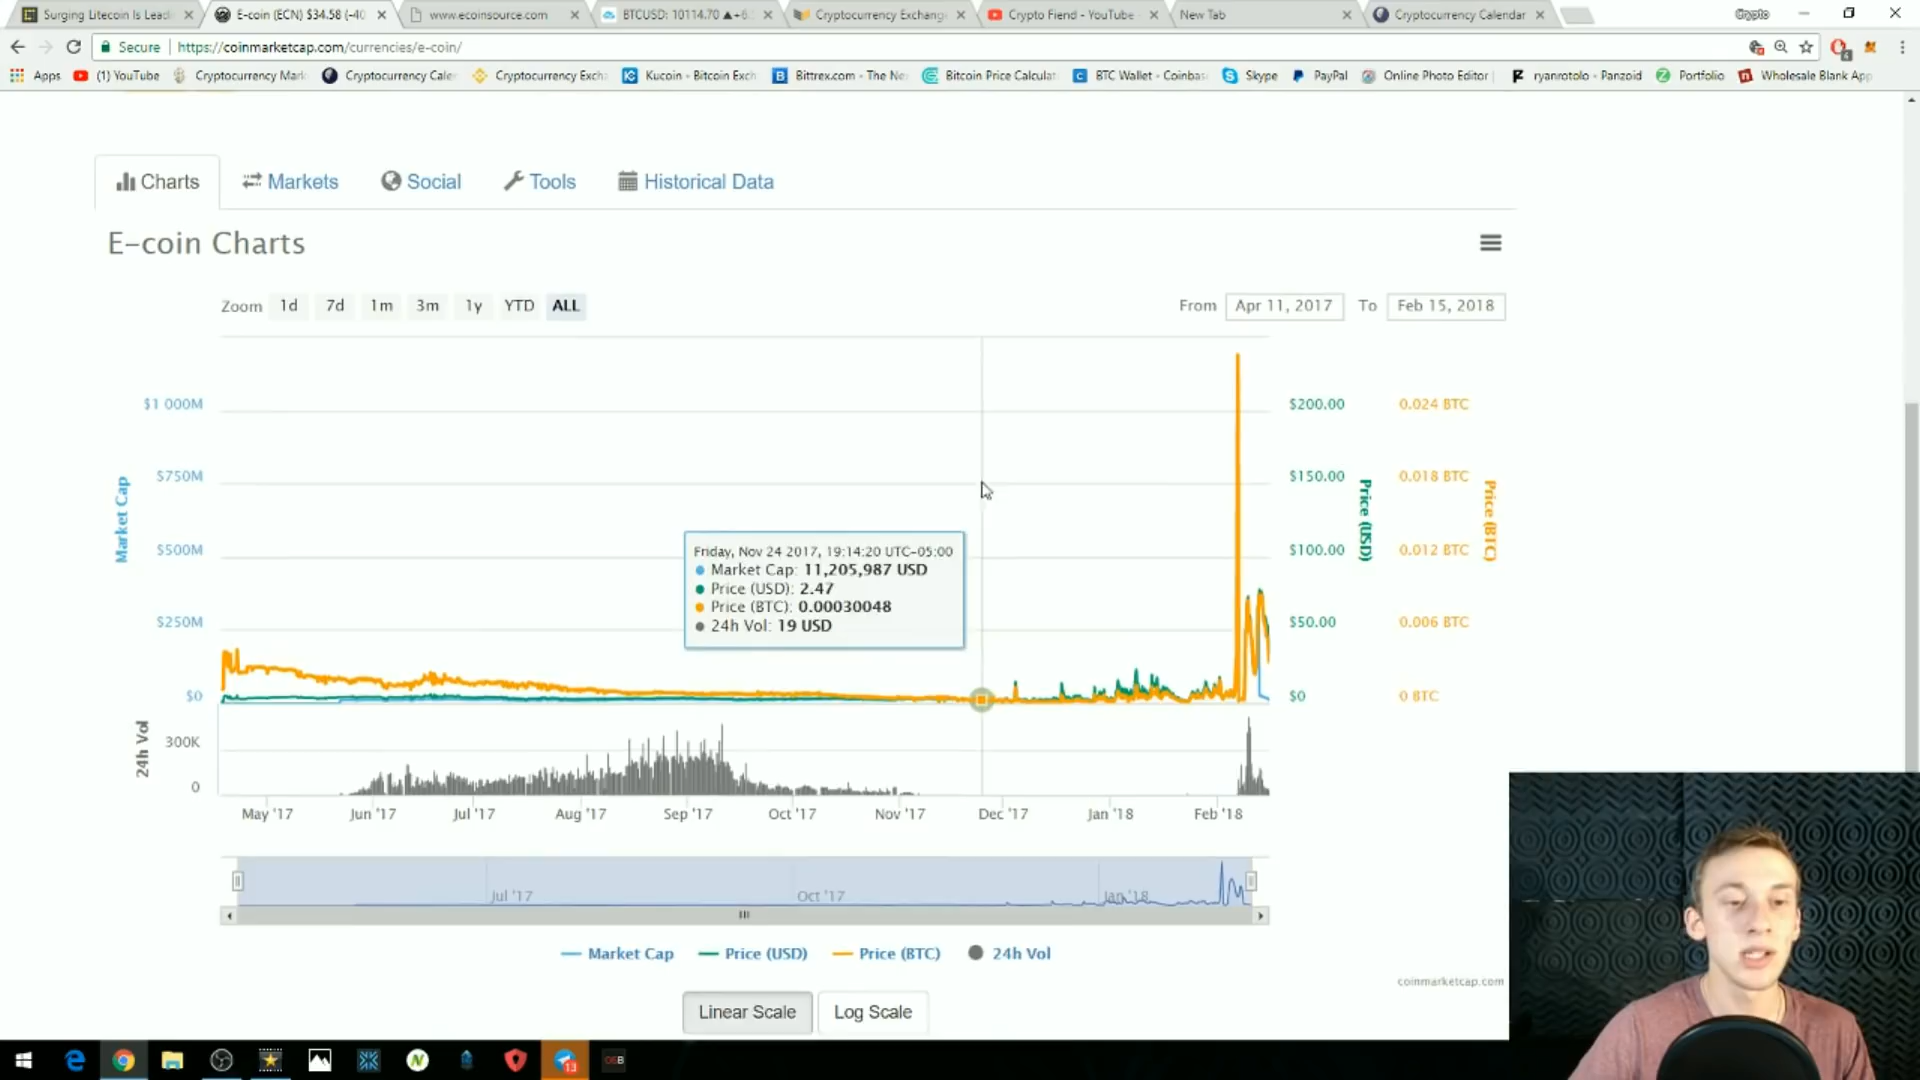 Surging Litecoin Is Leadi
E-coin (ECN) $34.58 (-40
www.ecoinsource.com
BTCUSD: 10114.70 ▲+6
Cryptocurrency Exchang
Crypto Fiend - YouTube
New Tab
Cryptocurrency Calendar
Crypto
Secure
https://coinmarketcap.com/currencies/e-coin/
Apps
(1) YouTube
Cryptocurrency Mark
Cryptocurrency Cale
Cryptocurrency Exch
Kucoin - Bitcoin Exch
Bittrex.com - The Ne
Bitcoin Price Calculat
BTC Wallet - Coinbas
Skype
PayPal
Online Photo Editor |
ryanrotolo - Panzoid
Portfolio
Wholesale Blank App
Charts
Markets
Social
Tools
Historical Data
E-coin Charts
Zoom
1d
7d
1m
3m
1y
YTD
ALL
From
Apr 11, 2017
To
Feb 15, 2018
$1 000M
$750M
$500M
$250M
$0
Market Cap
$200.00
$150.00
$100.00
$50.00
$0
Price (USD)
0.024 BTC
0.018 BTC
0.012 BTC
0.006 BTC
0 BTC
Price (BTC)
Friday, Nov 24 2017, 19:14:20 UTC-05:00
Market Cap: 11,205,987 USD
Price (USD): 2.47
Price (BTC): 0.00030048
24h Vol: 19 USD
24h Vol
300K
0
May '17
Jun '17
Jul '17
Aug '17
Sep '17
Oct '17
Nov '17
Dec '17
Jan '18
Feb '18
Jul '17
Oct '17
Jan '18
Market Cap
Price (USD)
Price (BTC)
24h Vol
coinmarketcap.com
Linear Scale
Log Scale
13